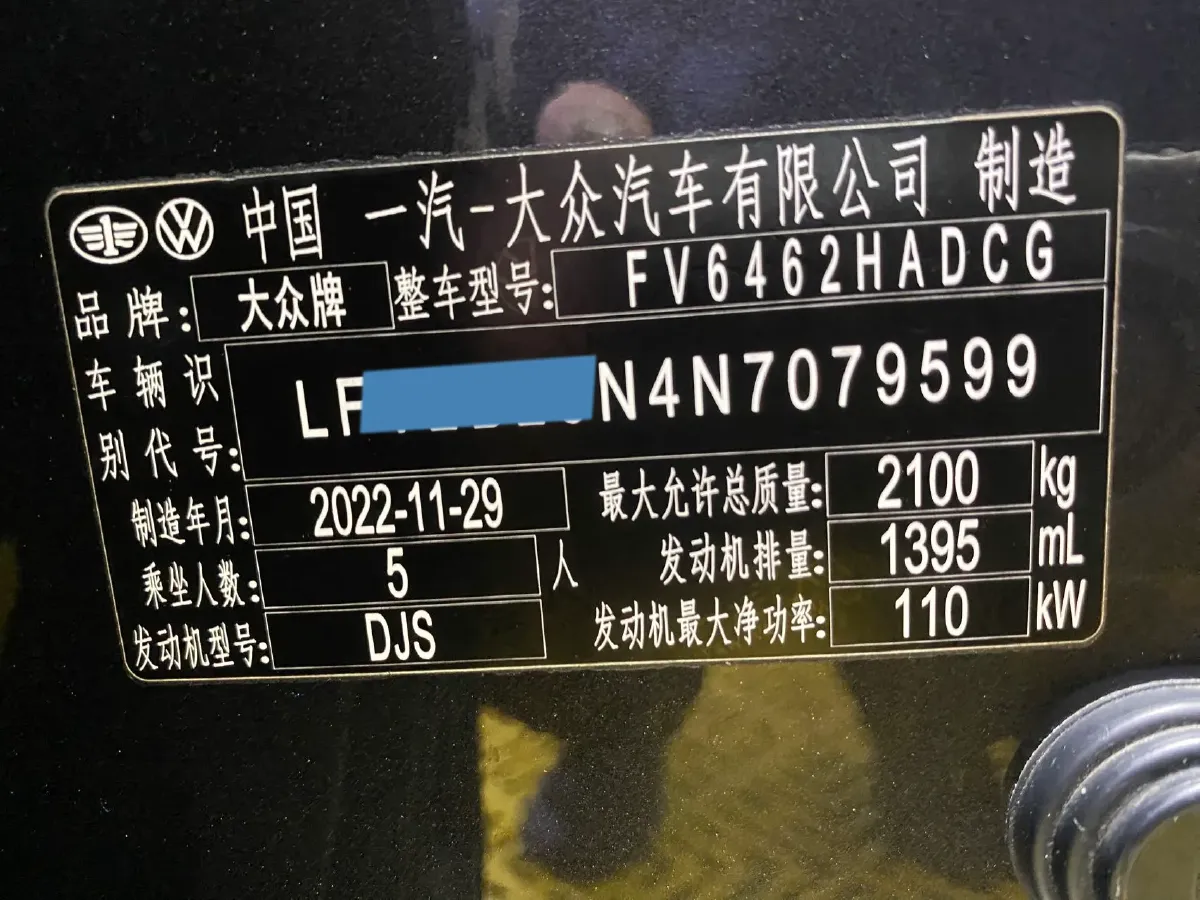 中国 一汽-大众汽车有限公司 制造
品牌: 大众牌 整车型号: FV6462HADCG
车辆识别代号: LF N4N7079599
制造年月: 2022-11-29 最大允许总质量: 2100 kg
乘坐人数: 5 人 发动机排量: 1395 mL
发动机型号: DJS 发动机最大净功率: 110 kW